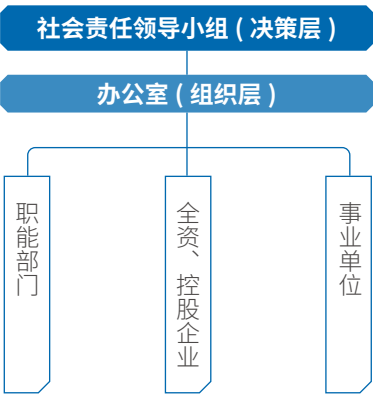 社会责任领导小组 ( 决策层 )
办公室 ( 组织层 )
职能部门
全资、控股企业
事业单位